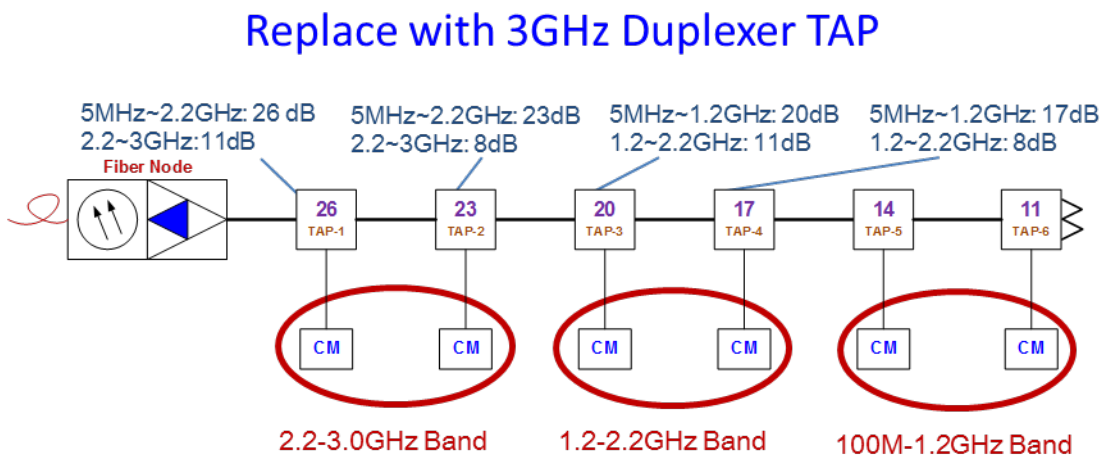 Replace with 3GHz Duplexer TAP
5MHz~2.2GHz: 26 dB
2.2~3GHz:11dB
5MHz~2.2GHz: 23dB
2.2~3GHz: 8dB
5MHz~1.2GHz: 20dB
1.2~2.2GHz: 11dB
5MHz~1.2GHz: 17dB
1.2~2.2GHz: 8dB
Fiber Node
26
TAP-1
23
TAP-2
20
TAP-3
17
TAP-4
14
TAP-5
11
TAP-6
CM
CM
CM
CM
CM
CM
2.2-3.0GHz Band
1.2-2.2GHz Band
100M-1.2GHz Band